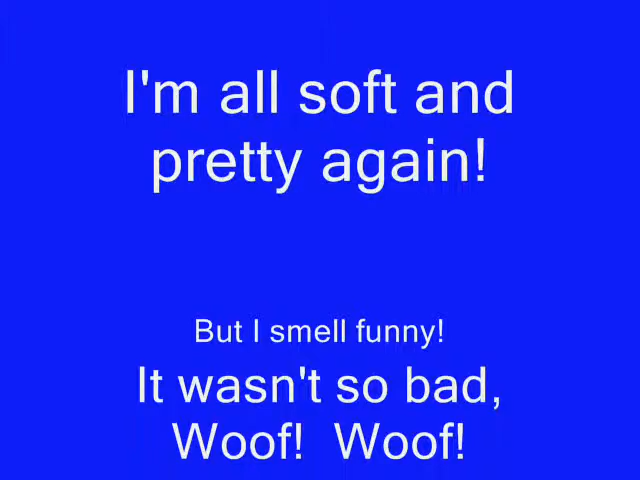 I'm all soft and
pretty again!
But I smell funny!
It wasn't so bad,
Woof!  Woof!